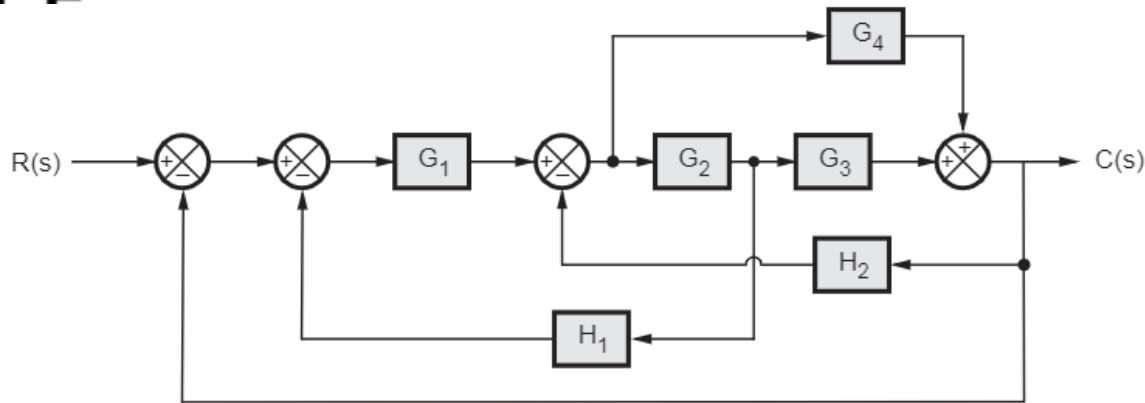 G₄
R(s) + − + − G₁ + − G₂ G₃ + + C(s)
H₂
H₁